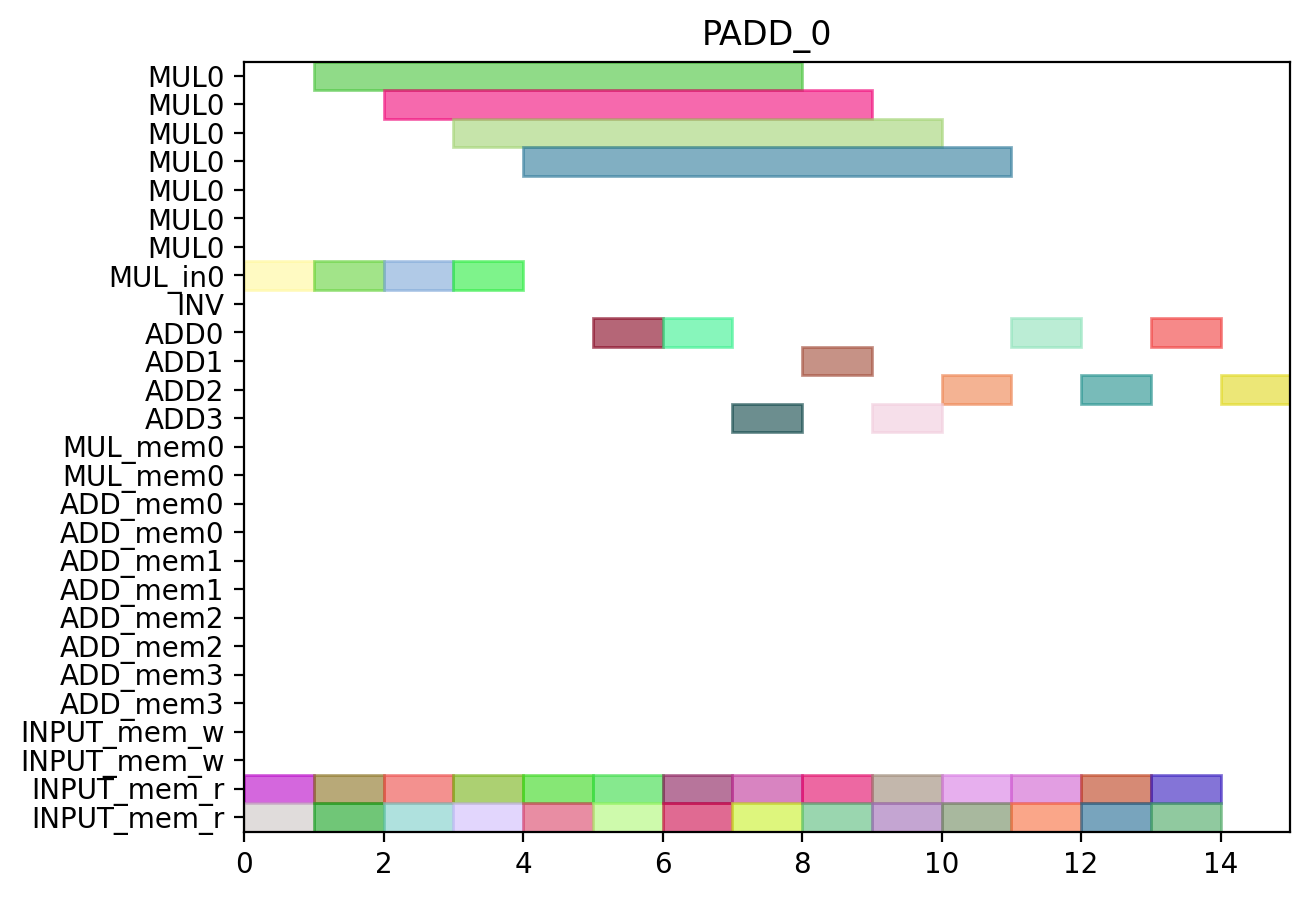 PADD_0
MUL0
MUL0
MUL0
MUL0
MUL0
MUL0
MUL0
MUL_in0
INV
ADD0
ADD1
ADD2
ADD3
MUL_mem0
MUL_mem0
ADD_mem0
ADD_mem0
ADD_mem1
ADD_mem1
ADD_mem2
ADD_mem2
ADD_mem3
ADD_mem3
INPUT_mem_w
INPUT_mem_w
INPUT_mem_r
INPUT_mem_r
0 2 4 6 8 10 12 14